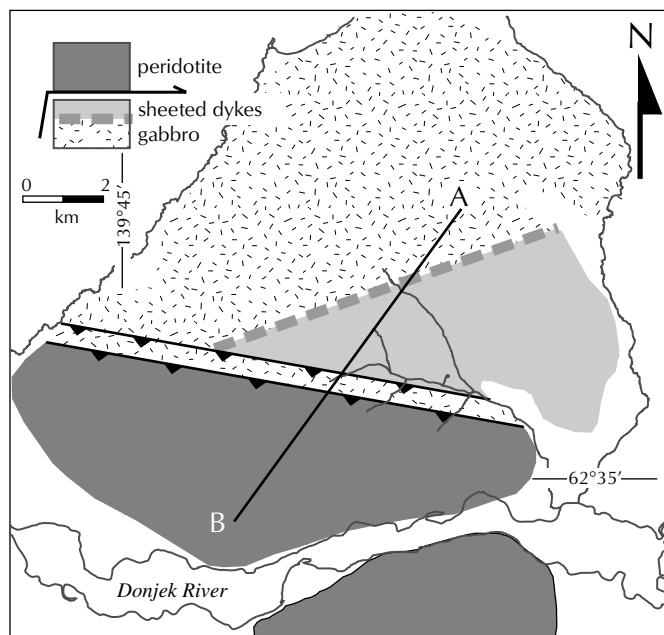 N
peridotite
sheeted dykes
gabbro
0 2
km
139°45′
A
62°35′
B
Donjek River